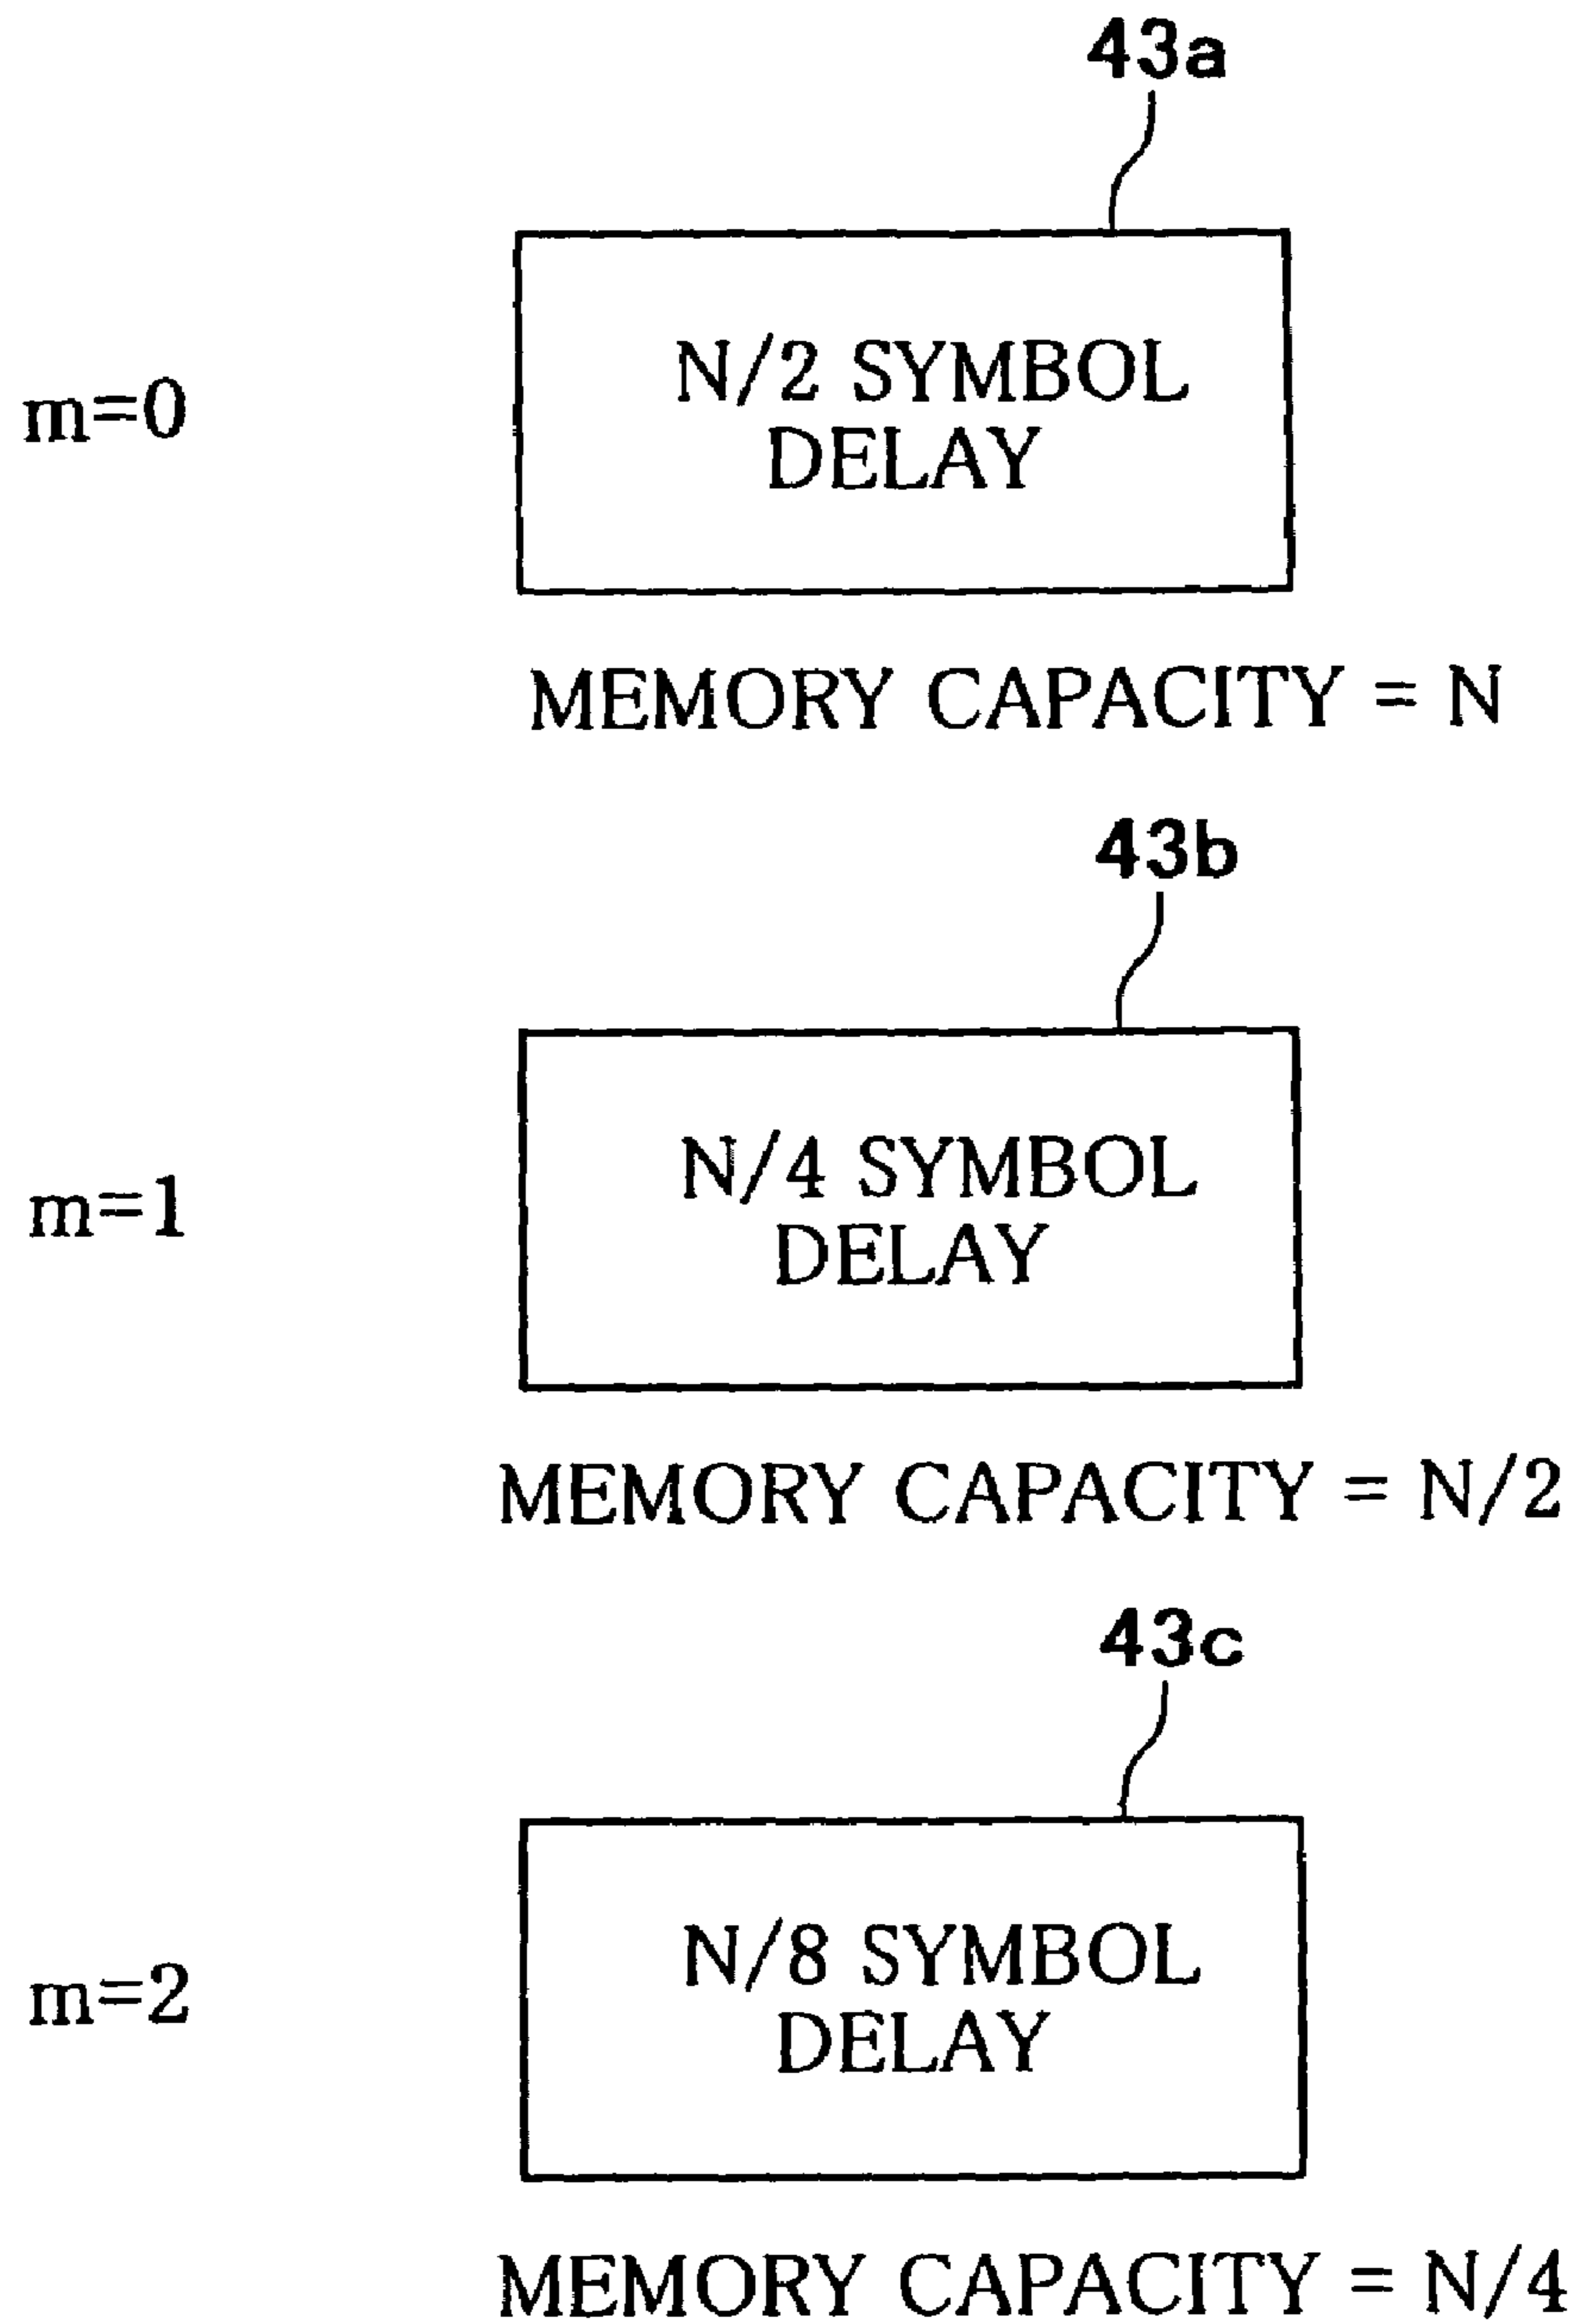 43a
m=0
N/2 SYMBOL
DELAY
MEMORY CAPACITY = N
43b
m=1
N/4 SYMBOL
DELAY
MEMORY CAPACITY = N/2
43c
m=2
N/8 SYMBOL
DELAY
MEMORY CAPACITY = N/4